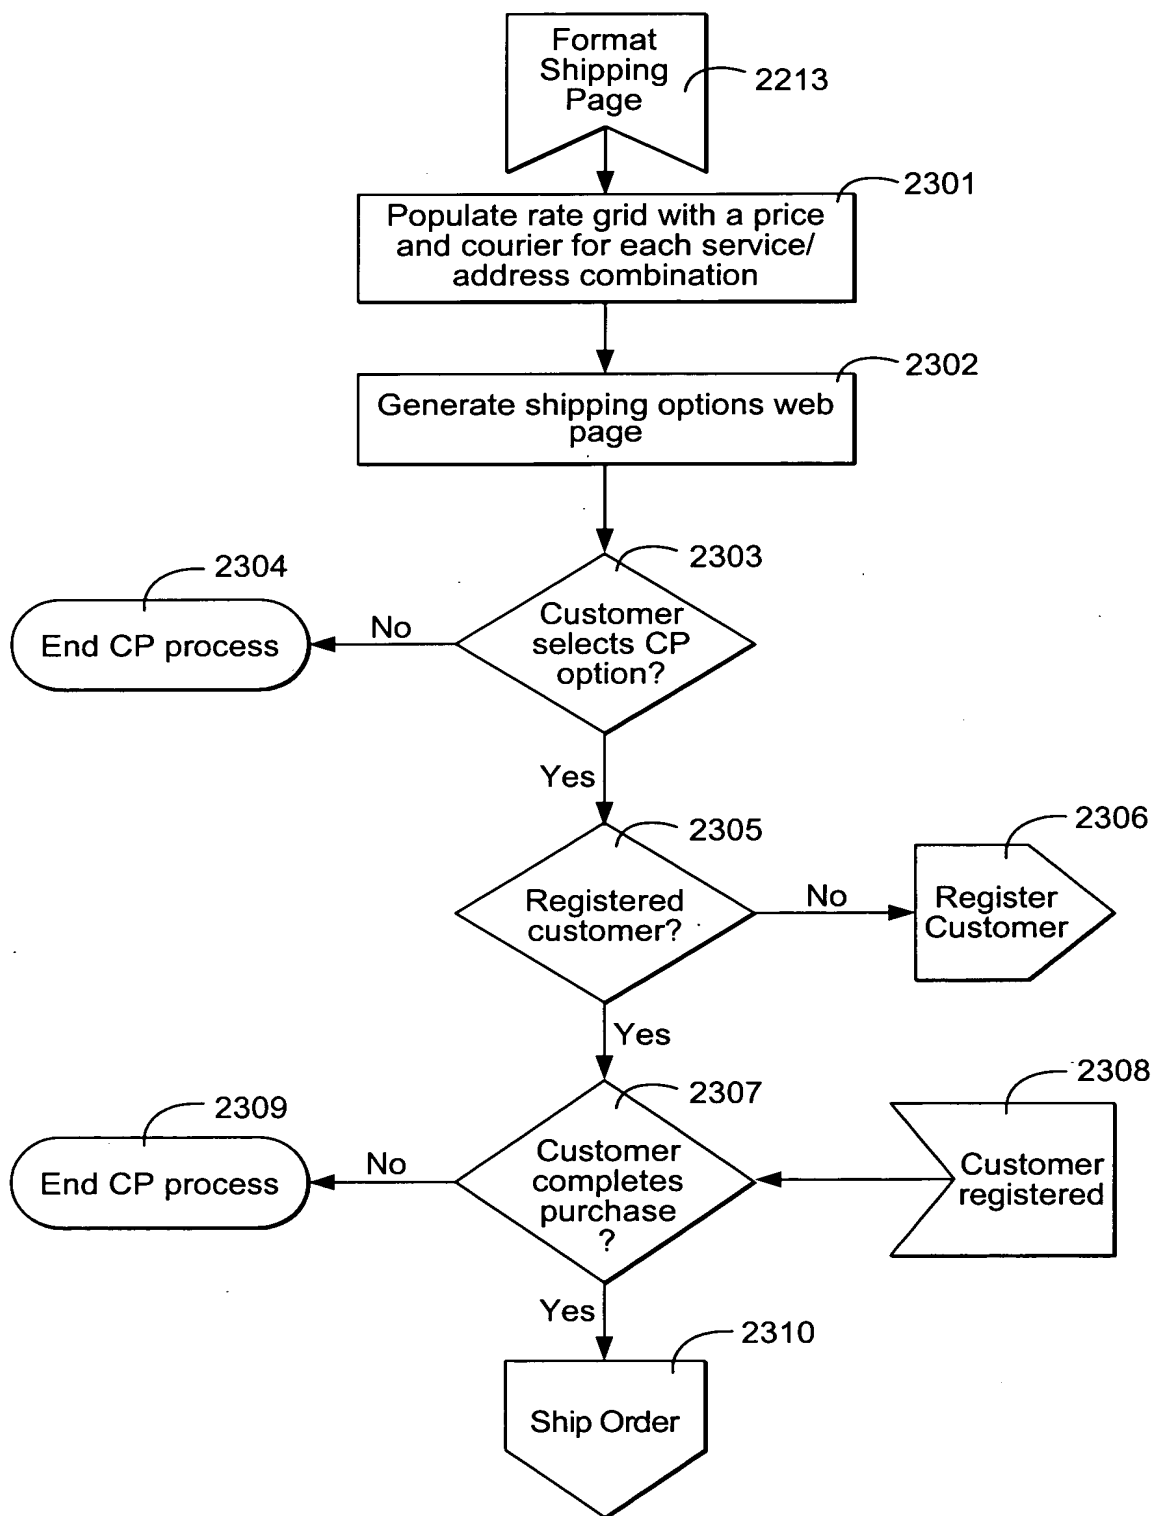 Format
Shipping
Page
2213
2301
Populate rate grid with a price
and courier for each service/
address combination
2302
Generate shipping options web
page
2303
2304
Customer
selects CP
option?
No
End CP process
Yes
2305
2306
Registered
customer?
No
Register
Customer
Yes
2307
2308
2309
Customer
completes
purchase
?
No
End CP process
Customer
registered
Yes
2310
Ship Order